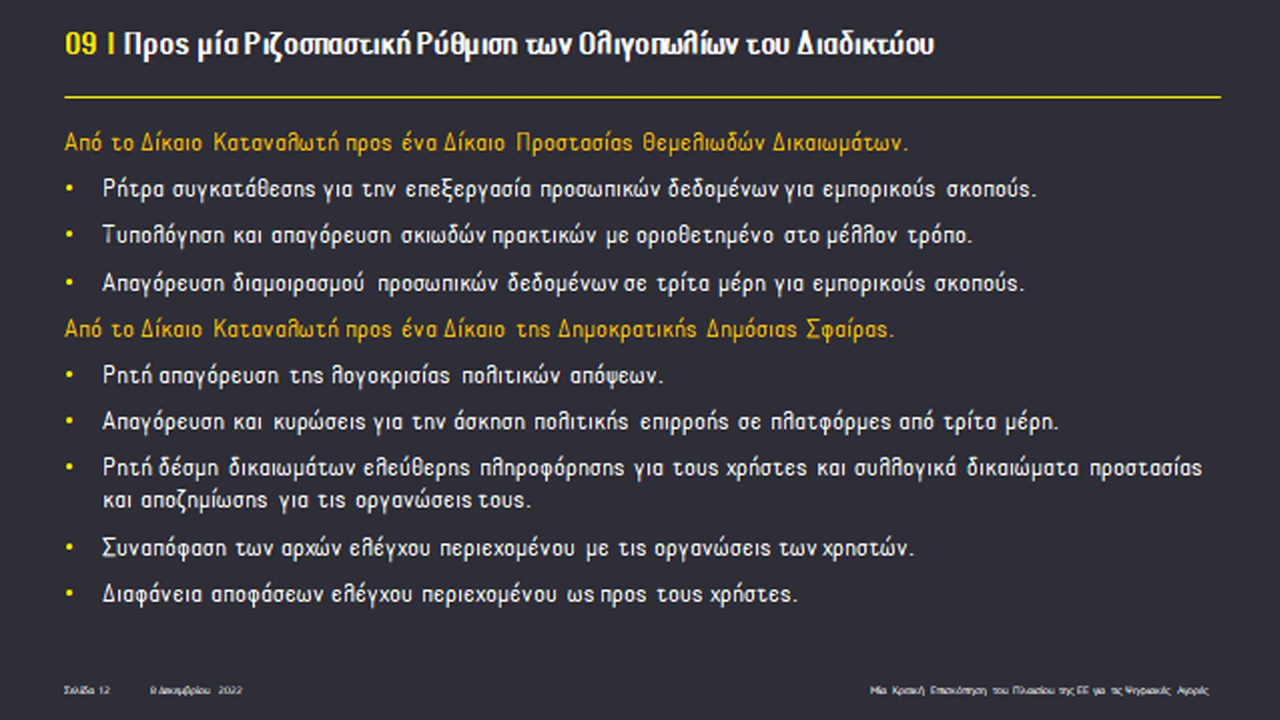 09 | Προς μία Ριζοσπαστική Ρύθμιση των Ολιγοπωλίων του Διαδικτύου
Από το Δίκαιο Καταναλωτή προς ένα Δίκαιο Προστασίας Θεμελιωδών Δικαιωμάτων.
• Ρήτρα συγκατάθεσης για την επεξεργασία προσωπικών δεδομένων για εμπορικούς σκοπούς.
• Τυπολόγηση και απαγόρευση σκιωδών πρακτικών με οριοθετημένο στο μέλλον τρόπο.
• Απαγόρευση διαμοιρασμού προσωπικών δεδομένων σε τρίτα μέρη για εμπορικούς σκοπούς.
Από το Δίκαιο Καταναλωτή προς ένα Δίκαιο της Δημοκρατικής Δημόσιας Σφαίρας.
• Ρητή απαγόρευση της λογοκρισίας πολιτικών απόψεων.
• Απαγόρευση και κυρώσεις για την άσκηση πολιτικής επιρροής σε πλατφόρμες από τρίτα μέρη.
• Ρητή δέσμη δικαιωμάτων ελεύθερης πληροφόρησης για τους χρήστες και συλλογικά δικαιώματα προστασίας
και αποζημίωσης για τις οργανώσεις τους.
• Συναπόφαση των αρχών ελέγχου περιεχομένου με τις οργανώσεις των χρηστών.
• Διαφάνεια αποφάσεων ελέγχου περιεχομένου ως προς τους χρήστες.
Σελίδα 12 8 Δεκεμβρίου 2022 Μία Κριτική Επισκόπηση του Πλαισίου της ΕΕ για τις Ψηφιακές Αγορές